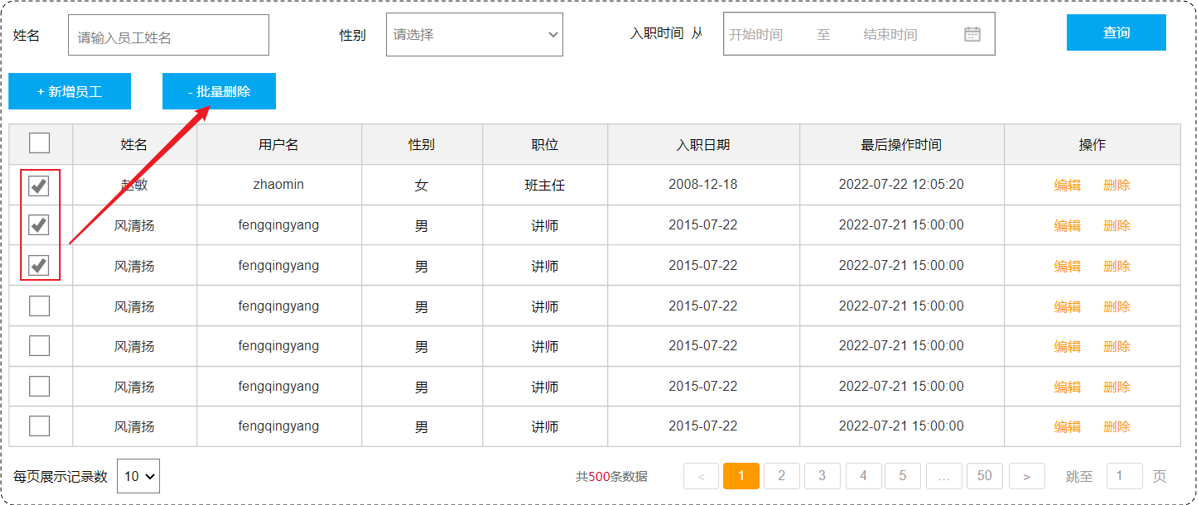 姓名 请输入员工姓名 性别 请选择 入职时间 从 开始时间 至 结束时间 查询
+ 新增员工 - 批量删除
姓名 用户名 性别 职位 入职日期 最后操作时间 操作
赵敏 zhaomin 女 班主任 2008-12-18 2022-07-22 12:05:20 编辑 删除
风清扬 fengqingyang 男 讲师 2015-07-22 2022-07-21 15:00:00 编辑 删除
风清扬 fengqingyang 男 讲师 2015-07-22 2022-07-21 15:00:00 编辑 删除
风清扬 fengqingyang 男 讲师 2015-07-22 2022-07-21 15:00:00 编辑 删除
风清扬 fengqingyang 男 讲师 2015-07-22 2022-07-21 15:00:00 编辑 删除
风清扬 fengqingyang 男 讲师 2015-07-22 2022-07-21 15:00:00 编辑 删除
风清扬 fengqingyang 男 讲师 2015-07-22 2022-07-21 15:00:00 编辑 删除
每页展示记录数 10 共500条数据 < 1 2 3 4 5 ... 50 > 跳至 1 页